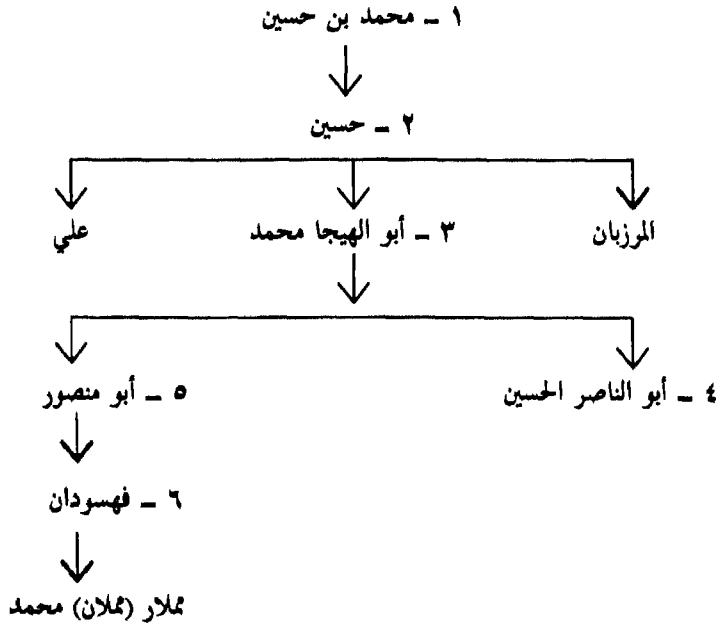 ١ ـ محمد بن حسين
٢ ـ حسين
المرزبان
٣ ـ أبو الهيجا محمد
علي
٤ ـ أبو الناصر الحسين
٥ ـ أبو منصور
٦ ـ فهسودان
مملار (مملان) محمد